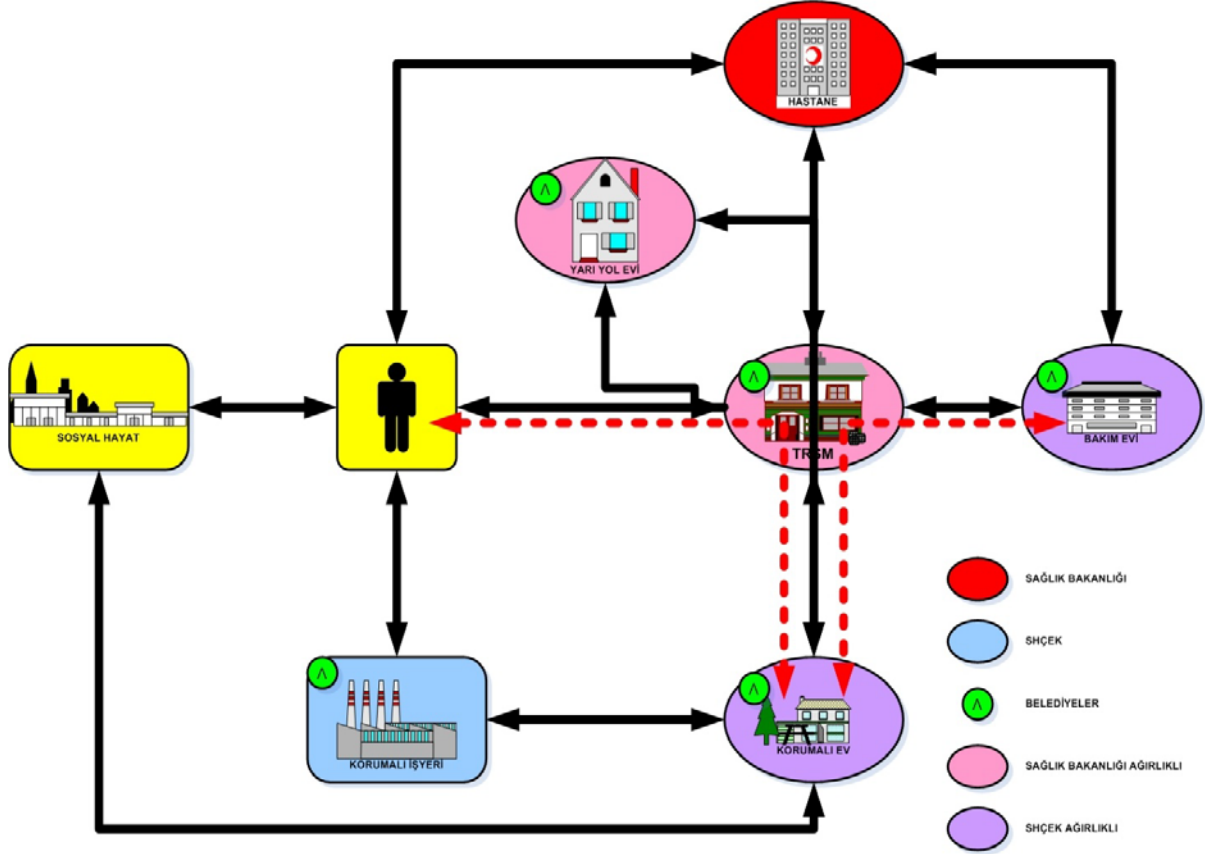 HASTANE
YARI YOL EVİ
SOSYAL HAYAT
TRSM
BAKIM EVİ
KORUMALI İŞYERİ
KORUMALI EV
SAĞLIK BAKANLIĞI
SHÇEK
BELEDİYELER
SAĞLIK BAKANLIĞI AĞIRLIKLI
SHÇEK AĞIRLIKLI